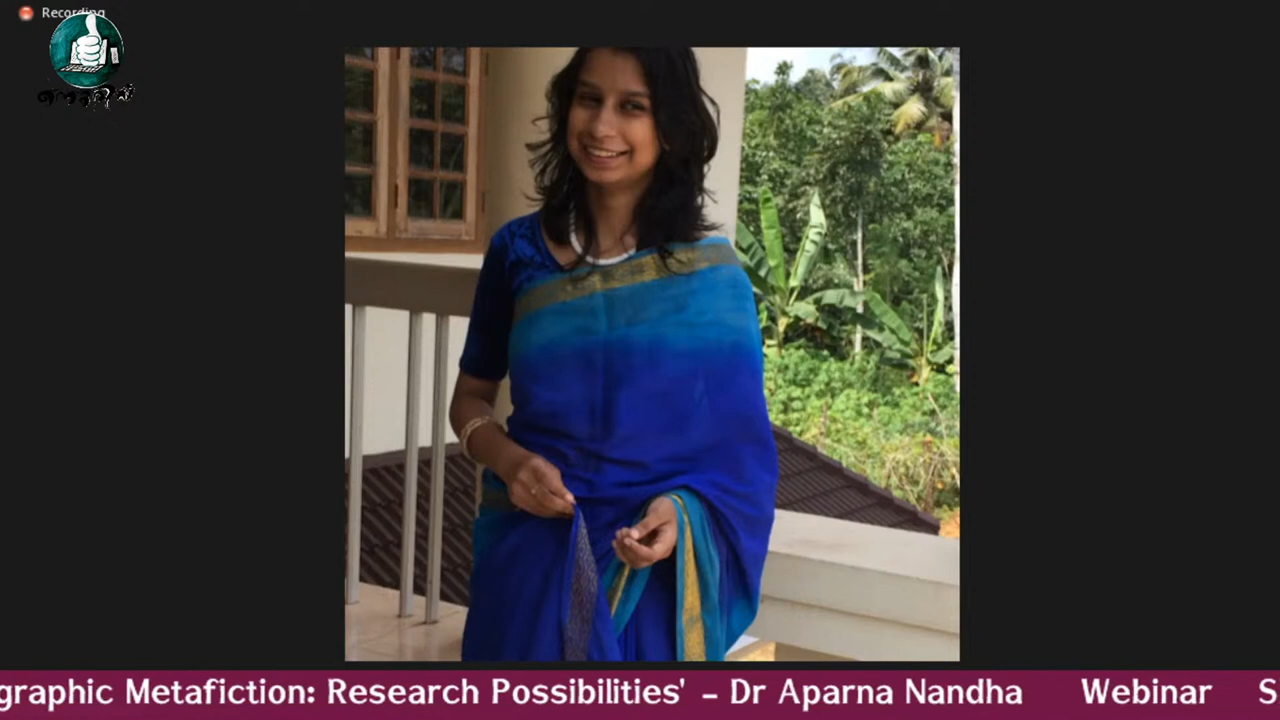 Recording
graphic Metafiction: Research Possibilities' – Dr Aparna Nandha Webinar S